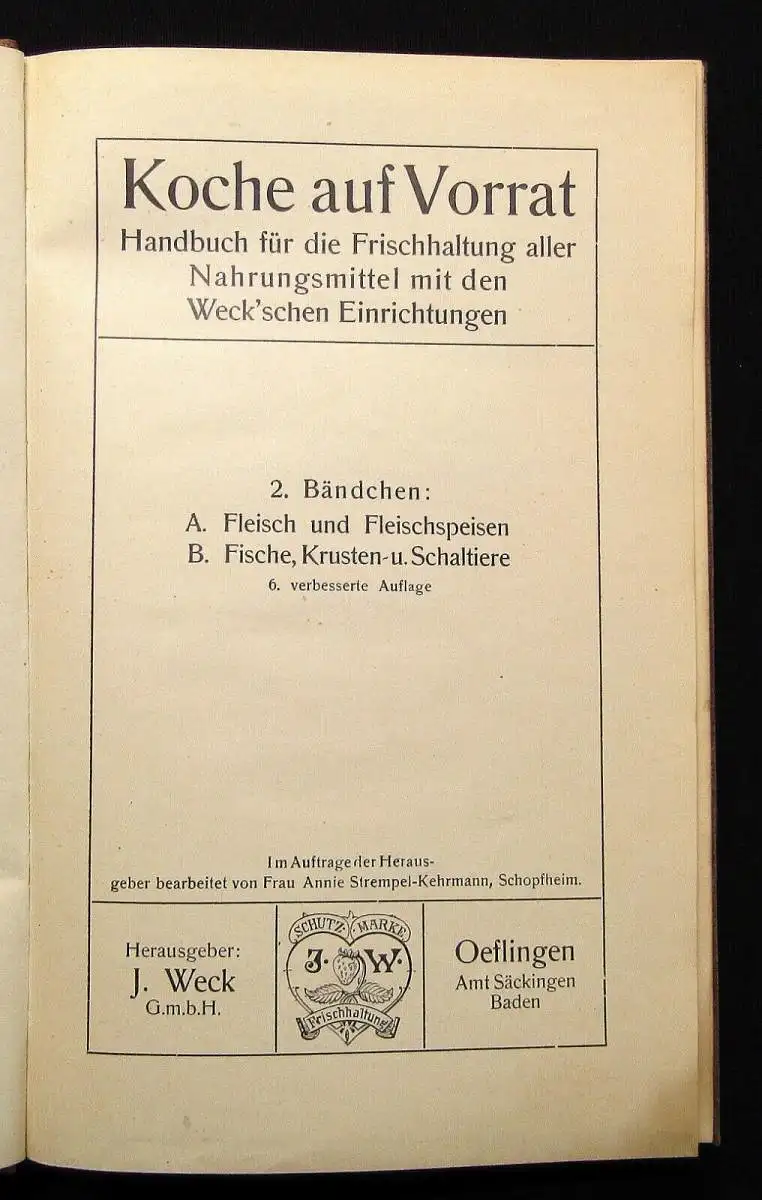 Koche auf Vorrat
Handbuch für die Frischhaltung aller
Nahrungsmittel mit den
Weck'schen Einrichtungen
2. Bändchen:
A. Fleisch und Fleischspeisen
B. Fische, Krusten- u. Schaltiere
6. verbesserte Auflage
Im Auftrage der Heraus-
geber bearbeitet von Frau Annie Strempel-Kehrmann, Schopfheim.
Herausgeber:
J. Weck
G.m.b.H.
SCHUTZ-MARKE
J. W.
Frischhaltung
Oeflingen
Amt Säckingen
Baden